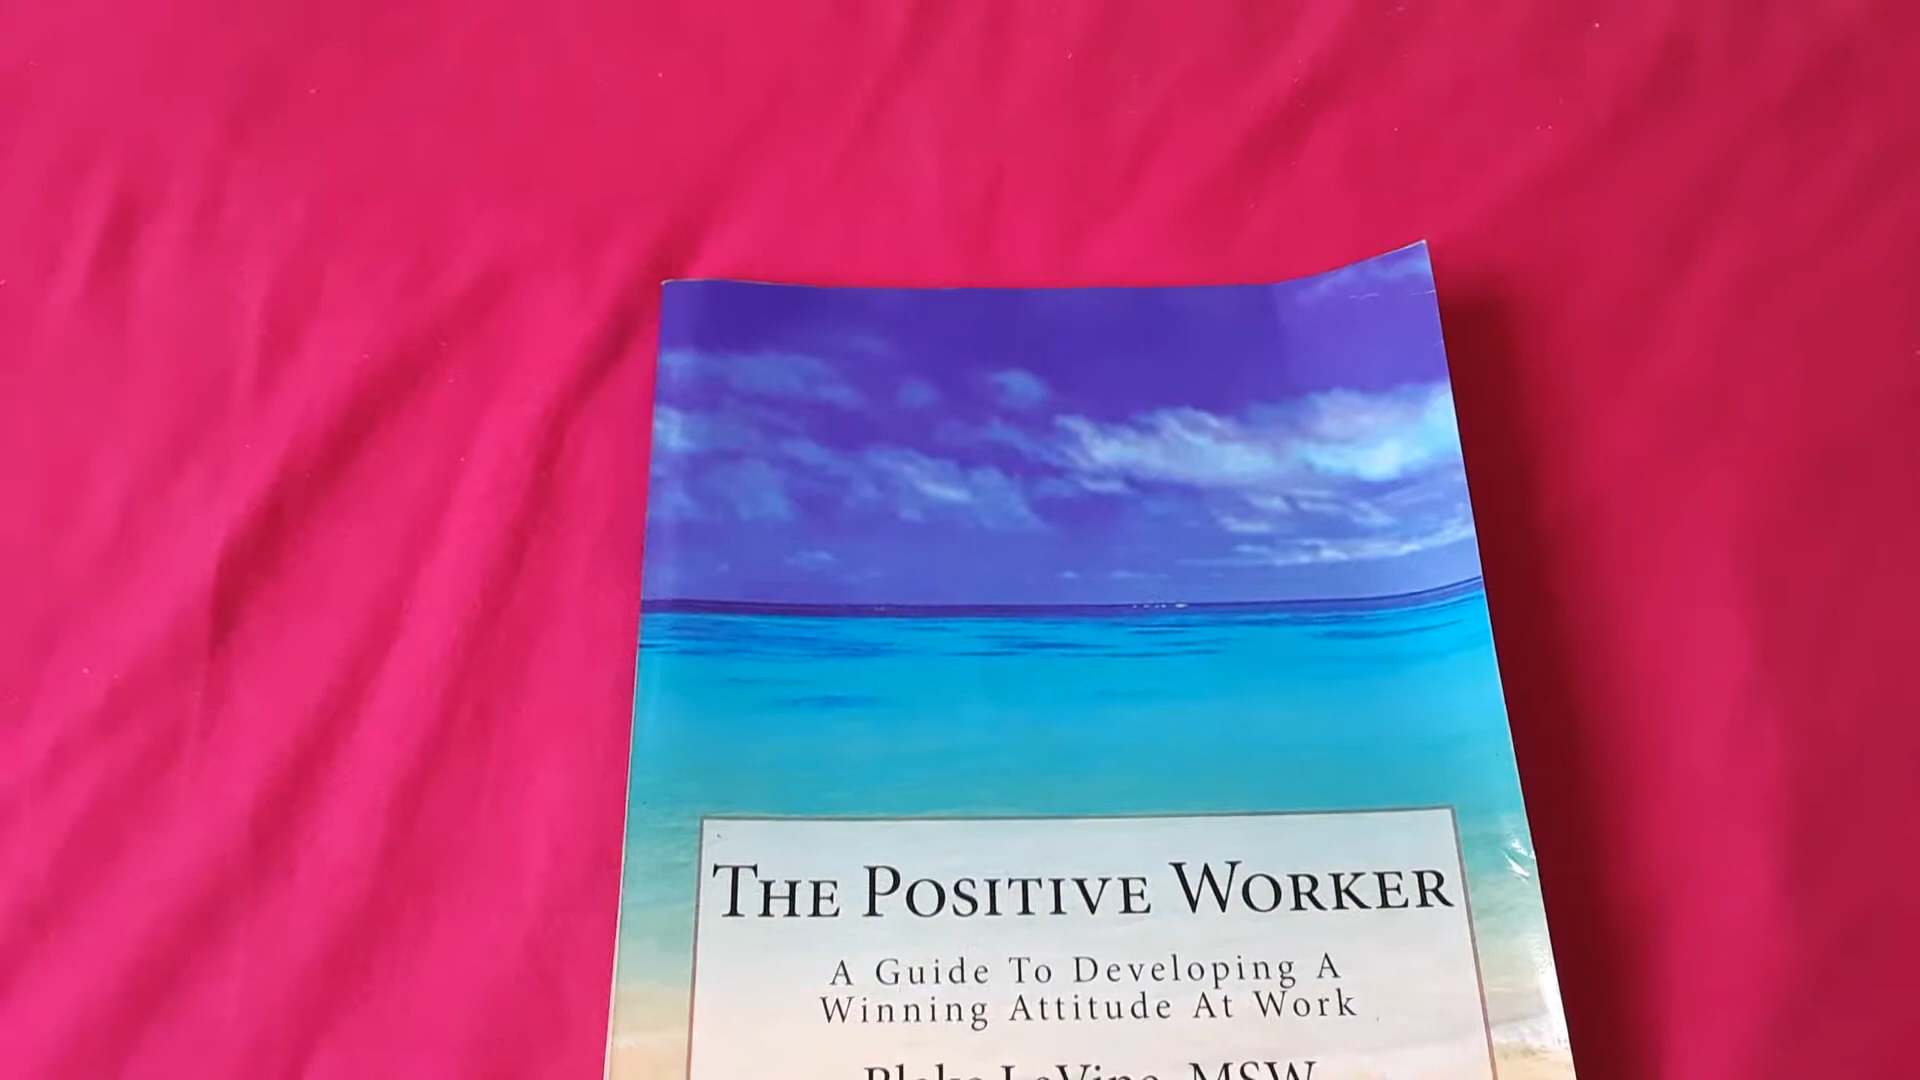 THE POSITIVE WORKER
A Guide To Developing A
Winning Attitude At Work
Blake LeVine, MSW